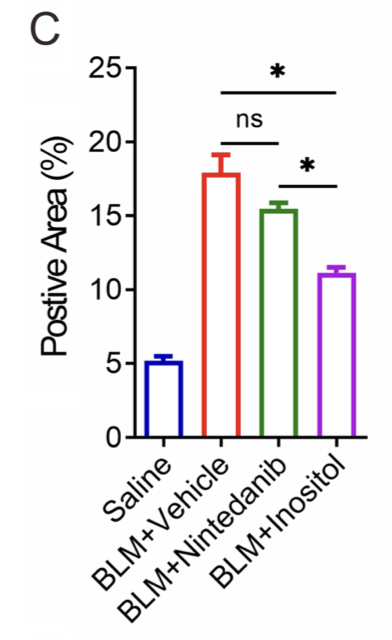 C
Postive Area (%)
25
20
15
10
5
0
*
ns
*
Saline
BLM+Vehicle
BLM+Nintedanib
BLM+Inositol